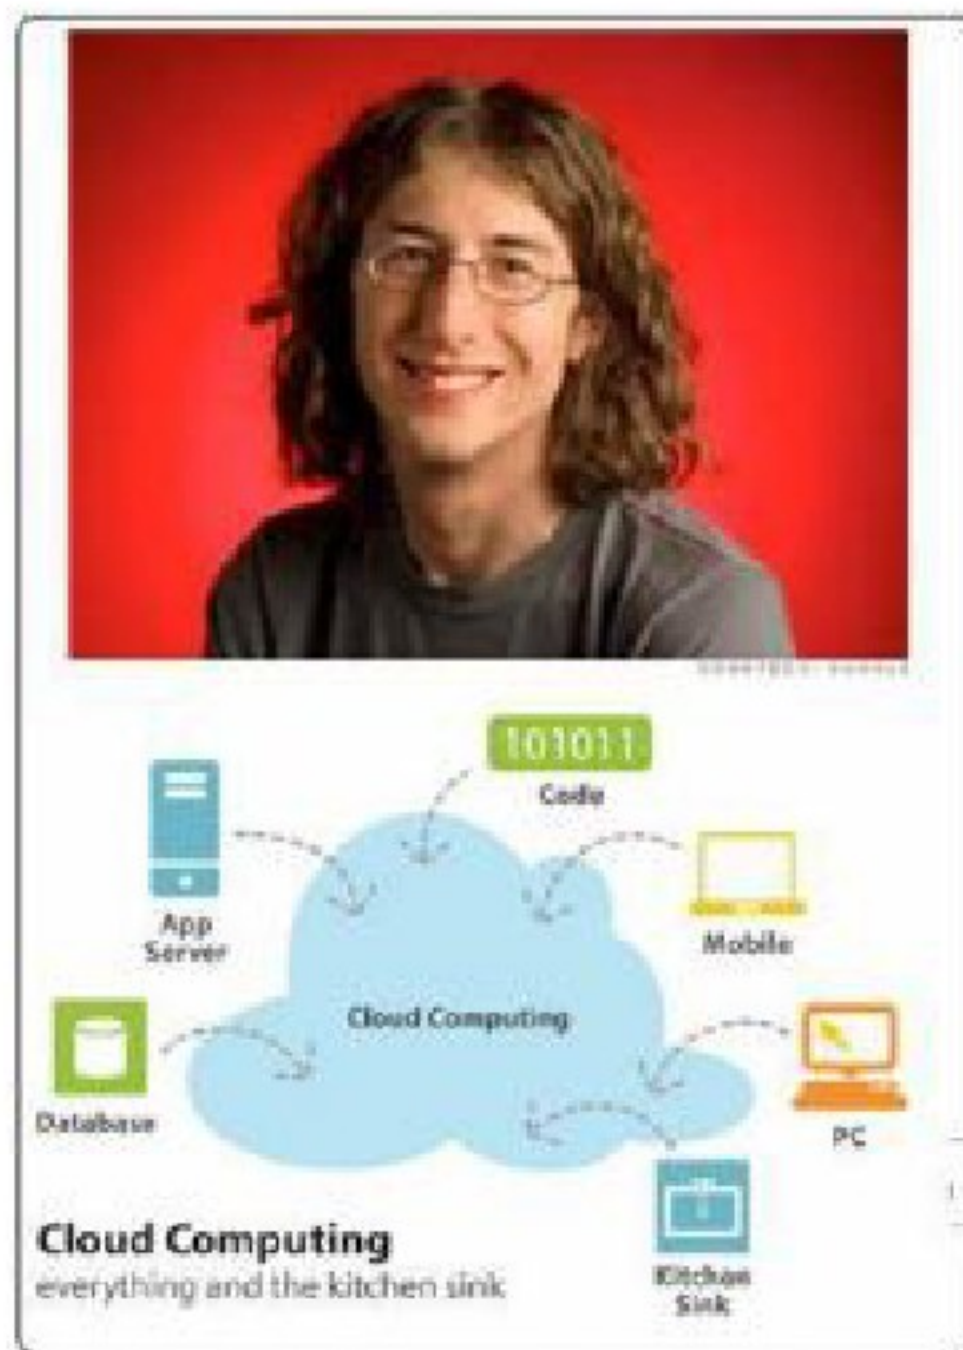 101011
Code
App
Server
Mobile
Cloud Computing
Database
PC
Cloud Computing
everything and the kitchen sink
Kitchen
Sink